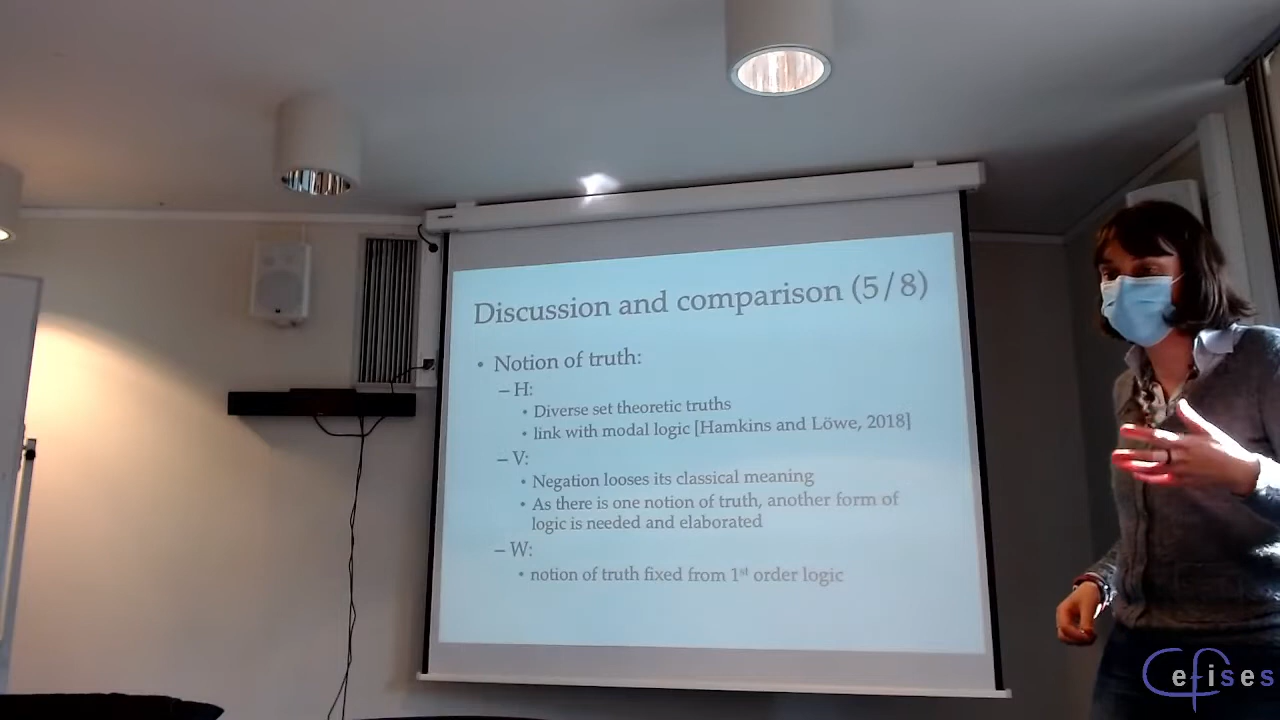 Discussion and comparison (5/8)
• Notion of truth:
– H:
• Diverse set theoretic truths
• link with modal logic [Hamkins and Löwe, 2018]
– V:
• Negation looses its classical meaning
• As there is one notion of truth, another form of
logic is needed and elaborated
– W:
• notion of truth fixed from 1st order logic
Cefises